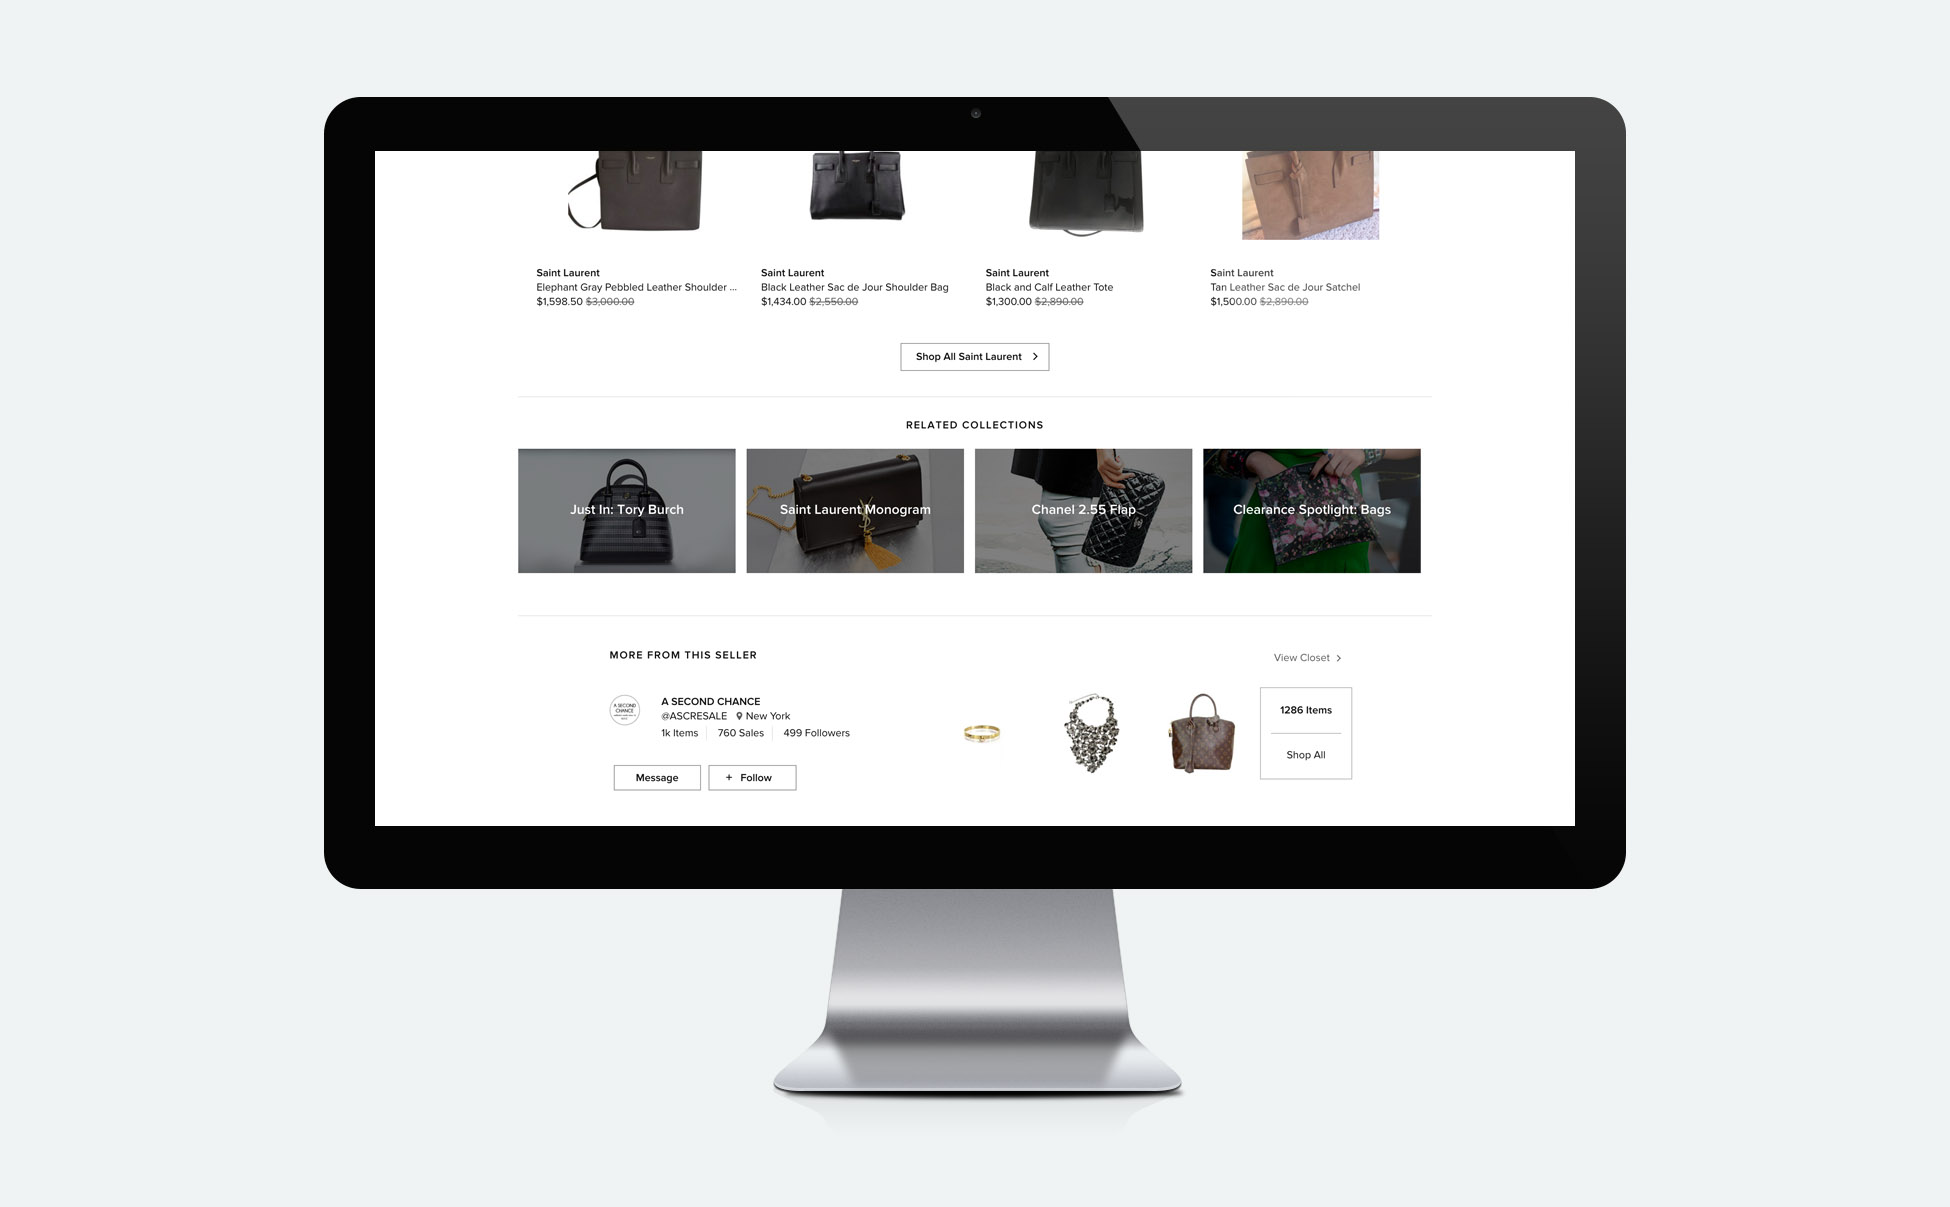 Saint Laurent
Elephant Gray Pebbled Leather Shoulder ...
$1,598.50 $3,000.00
Saint Laurent
Black Leather Sac de Jour Shoulder Bag
$1,434.00 $2,550.00
Saint Laurent
Black and Calf Leather Tote
$1,300.00 $2,890.00
Saint Laurent
Tan Leather Sac de Jour Satchel
$1,500.00 $2,890.00
Shop All Saint Laurent
RELATED COLLECTIONS
Just In: Tory Burch
Saint Laurent Monogram
Chanel 2.55 Flap
Clearance Spotlight: Bags
MORE FROM THIS SELLER
View Closet
A SECOND
CHANCE
A SECOND CHANCE
@ASCRESALE New York
1k Items 760 Sales 499 Followers
Message
+ Follow
1286 Items
Shop All